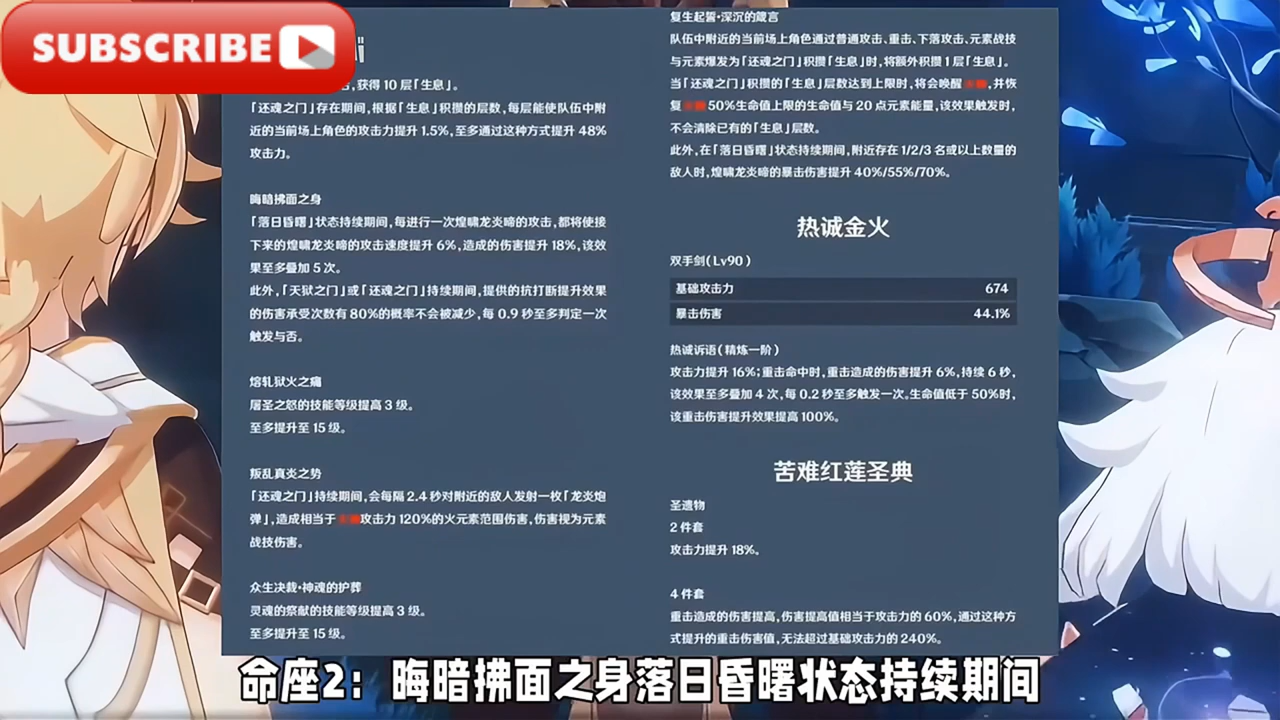 SUBSCRIBE
,获得 10 层「生息」。
「还魂之门」存在期间,根据「生息」积攒的层数,每层能使队伍中附
近的当前场上角色的攻击力提升 1.5%,至多通过这种方式提升 48%
攻击力。
晦暗拂面之身
「落日昏曙」状态持续期间,每进行一次煌啸龙炎啼的攻击,都将使接
下来的煌啸龙炎啼的攻击速度提升 6%,造成的伤害提升 18%,该效
果至多叠加 5 次。
此外,「天狱之门」或「还魂之门」持续期间,提供的抗打断提升效果
的伤害承受次数有 80%的概率不会被减少,每 0.9 秒至多判定一次
触发与否。
熔轧狱火之痛
屠圣之怒的技能等级提高 3 级。
至多提升至 15 级。
叛乱真炎之势
「还魂之门」持续期间,会每隔 2.4 秒对附近的敌人发射一枚「龙炎炮
弹」,造成相当于 攻击力 120%的火元素范围伤害,伤害视为元素
战技伤害。
众生决裁•神魂的护葬
灵魂的祭献的技能等级提高 3 级。
至多提升至 15 级。
复生起誓•深沉的箴言
队伍中附近的当前场上角色通过普通攻击、重击、下落攻击、元素战技
与元素爆发为「还魂之门」积攒「生息」时,将额外积攒 1 层「生息」。
当「还魂之门」积攒的「生息」层数达到上限时,将会唤醒 ,并恢
复 50%生命值上限的生命值与 20 点元素能量,该效果触发时,
不会清除已有的「生息」层数。
此外,在「落日昏曙」状态持续期间,附近存在 1/2/3 名或以上数量的
敌人时,煌啸龙炎啼的暴击伤害提升 40%/55%/70%。
热诚金火
双手剑(Lv90)
基础攻击力 674
暴击伤害 44.1%
热诚诉语(精炼一阶)
攻击力提升 16%;重击命中时,重击造成的伤害提升 6%,持续 6 秒,
该效果至多叠加 4 次,每 0.2 秒至多触发一次。生命值低于 50%时,
该重击伤害提升效果提高 100%。
苦难红莲圣典
圣遗物
2 件套
攻击力提升 18%。
4 件套
重击造成的伤害提高,伤害提高值相当于攻击力的 60%,通过这种方
式提升的重击伤害值,无法超过基础攻击力的 240%。
命座2：晦暗拂面之身落日昏曙状态持续期间